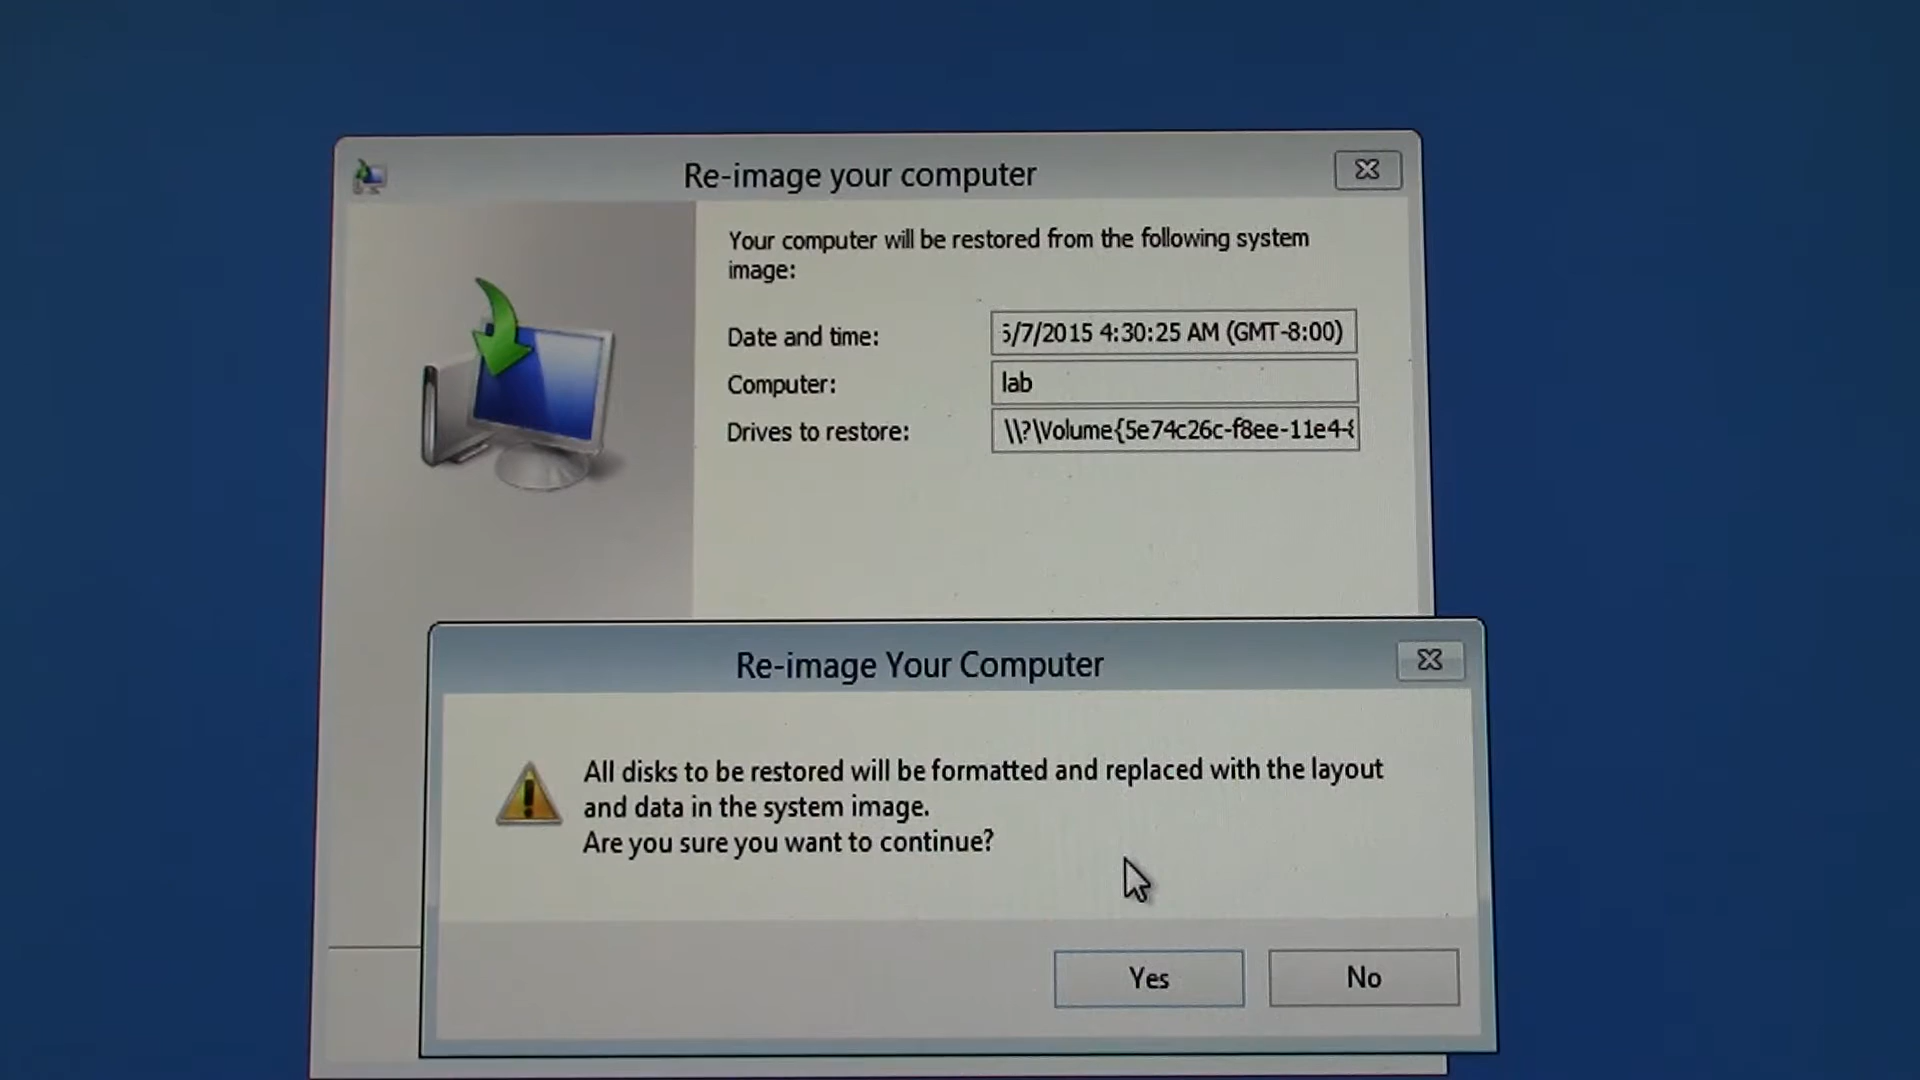 Re-image your computer
Your computer will be restored from the following system
image:
Date and time: 5/7/2015 4:30:25 AM (GMT-8:00)
Computer: lab
Drives to restore: \\?\Volume{5e74c26c-f8ee-11e4-
Re-image Your Computer
All disks to be restored will be formatted and replaced with the layout
and data in the system image.
Are you sure you want to continue?
Yes No